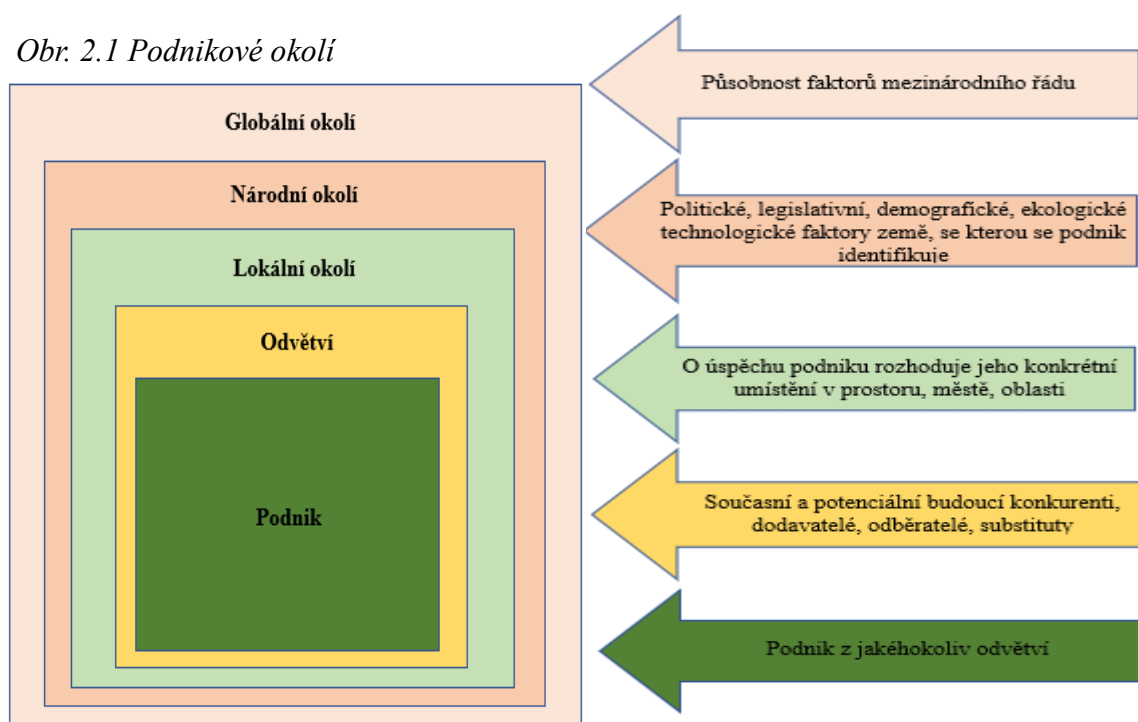 Obr. 2.1 Podnikové okolí
Globální okolí
Národní okolí
Lokální okolí
Odvětví
Podnik
Působnost faktorů mezinárodního řádu
Politické, legislativní, demografické, ekologické
technologické faktory země, se kterou se podnik
identifikuje
O úspěchu podniku rozhoduje jeho konkrétní
umístění v prostoru, městě, oblasti
Současní a potenciální budoucí konkurenti,
dodavatelé, odběratelé, substituty
Podnik z jakéhokoliv odvětví